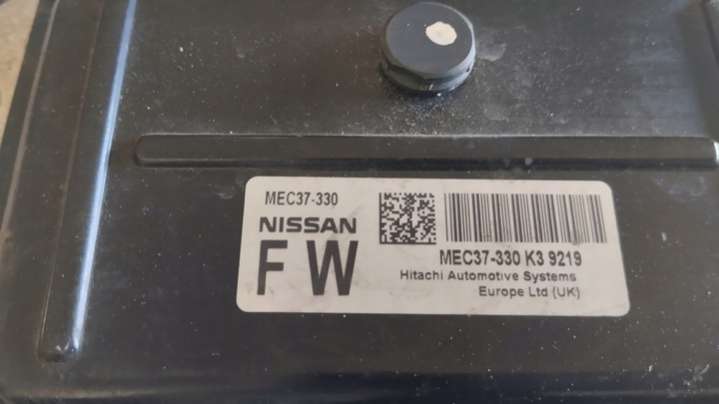 MEC37-330
NISSAN
FW
MEC37-330 K3 9219
Hitachi Automotive Systems
Europe Ltd (UK)